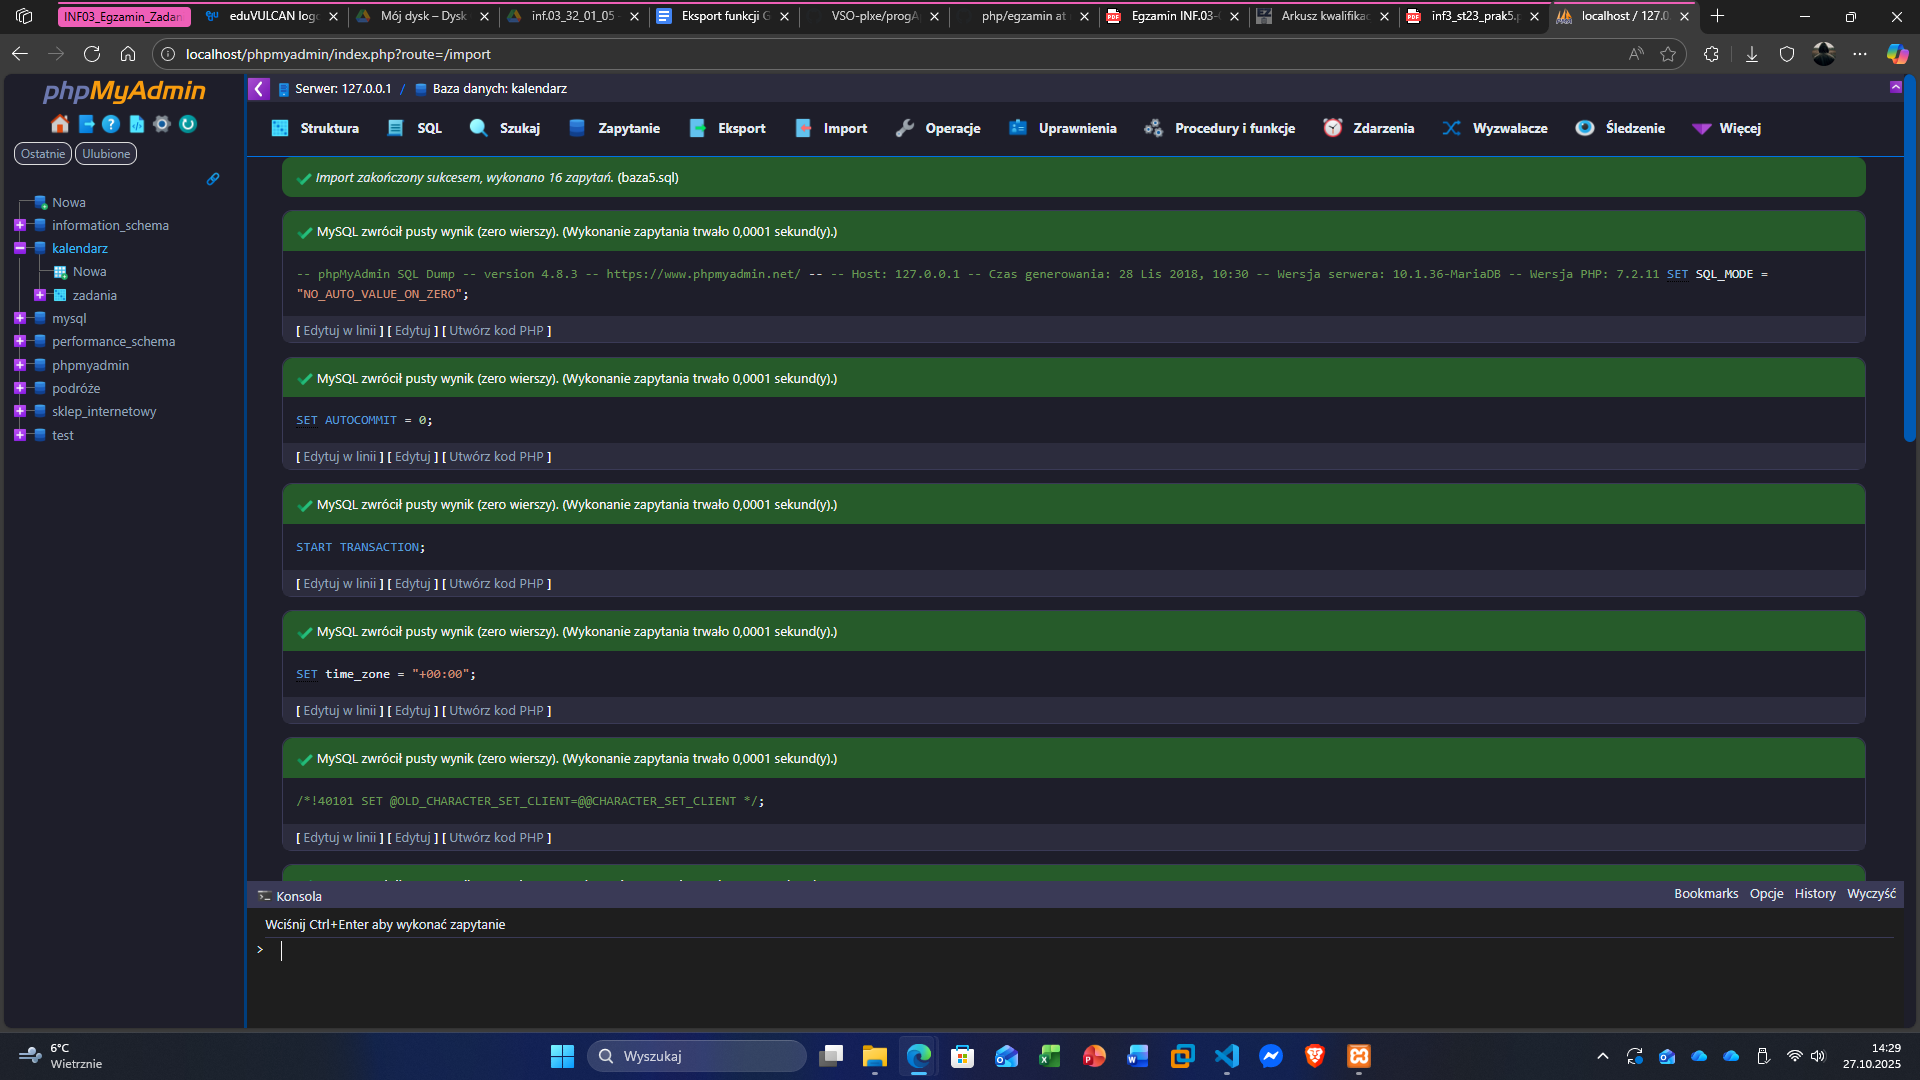 INF03_Egzamin_Zadan
eduVULCAN log
Mój dysk – Dysk
inf.03_32_01_05 -
Eksport funkcji G
VSO-plxe/progA
php/egzamin at
Egzamin INF.03-
Arkusz kwalifikac
inf3_st23_prak5.p
localhost / 127.0
localhost/phpmyadmin/index.php?route=/import
phpMyAdmin
Ostatnie
Ulubione
Nowa
information_schema
kalendarz
Nowa
zadania
mysql
performance_schema
phpmyadmin
podróże
sklep_internetowy
test
Serwer: 127.0.0.1 / Baza danych: kalendarz
Struktura
SQL
Szukaj
Zapytanie
Eksport
Import
Operacje
Uprawnienia
Procedury i funkcje
Zdarzenia
Wyzwalacze
Śledzenie
Więcej
Import zakończony sukcesem, wykonano 16 zapytań. (baza5.sql)
MySQL zwrócił pusty wynik (zero wierszy). (Wykonanie zapytania trwało 0,0001 sekund(y).)
-- phpMyAdmin SQL Dump -- version 4.8.3 -- https://www.phpmyadmin.net/ -- -- Host: 127.0.0.1 -- Czas generowania: 28 Lis 2018, 10:30 -- Wersja serwera: 10.1.36-MariaDB -- Wersja PHP: 7.2.11 SET SQL_MODE =
"NO_AUTO_VALUE_ON_ZERO";
[ Edytuj w linii ] [ Edytuj ] [ Utwórz kod PHP ]
MySQL zwrócił pusty wynik (zero wierszy). (Wykonanie zapytania trwało 0,0001 sekund(y).)
SET AUTOCOMMIT = 0;
[ Edytuj w linii ] [ Edytuj ] [ Utwórz kod PHP ]
MySQL zwrócił pusty wynik (zero wierszy). (Wykonanie zapytania trwało 0,0001 sekund(y).)
START TRANSACTION;
[ Edytuj w linii ] [ Edytuj ] [ Utwórz kod PHP ]
MySQL zwrócił pusty wynik (zero wierszy). (Wykonanie zapytania trwało 0,0001 sekund(y).)
SET time_zone = "+00:00";
[ Edytuj w linii ] [ Edytuj ] [ Utwórz kod PHP ]
MySQL zwrócił pusty wynik (zero wierszy). (Wykonanie zapytania trwało 0,0001 sekund(y).)
/*!40101 SET @OLD_CHARACTER_SET_CLIENT=@@CHARACTER_SET_CLIENT */;
[ Edytuj w linii ] [ Edytuj ] [ Utwórz kod PHP ]
Konsola
Bookmarks Opcje History Wyczyść
Wciśnij Ctrl+Enter aby wykonać zapytanie
>
6°C
Wietrznie
Wyszukaj
14:29
27.10.2025